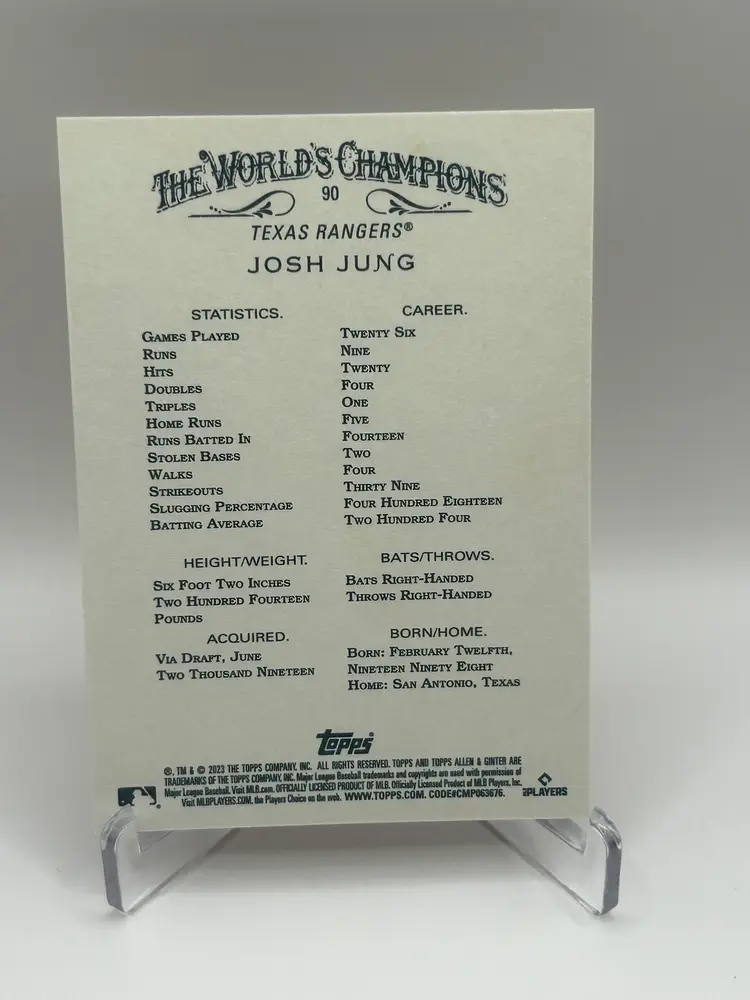 THE WORLD'S CHAMPIONS
90
TEXAS RANGERS®
JOSH JUNG
STATISTICS. CAREER.
GAMES PLAYED TWENTY SIX
RUNS NINE
HITS TWENTY
DOUBLES FOUR
TRIPLES ONE
HOME RUNS FIVE
RUNS BATTED IN FOURTEEN
STOLEN BASES TWO
WALKS FOUR
STRIKEOUTS THIRTY NINE
SLUGGING PERCENTAGE FOUR HUNDRED EIGHTEEN
BATTING AVERAGE TWO HUNDRED FOUR
HEIGHT/WEIGHT.
SIX FOOT TWO INCHES
TWO HUNDRED FOURTEEN
POUNDS
BATS/THROWS.
BATS RIGHT-HANDED
THROWS RIGHT-HANDED
ACQUIRED.
VIA DRAFT, JUNE
TWO THOUSAND NINETEEN
BORN/HOME.
BORN: FEBRUARY TWELFTH,
NINETEEN NINETY EIGHT
HOME: SAN ANTONIO, TEXAS
Topps
®, TM & © 2023 THE TOPPS COMPANY, INC. ALL RIGHTS RESERVED. TOPPS AND TOPPS ALLEN & GINTER ARE
TRADEMARKS OF THE TOPPS COMPANY, INC. Major League Baseball trademarks and copyrights are used with permission of
Major League Baseball. Visit MLB.com. OFFICIALLY LICENSED PRODUCT OF MLB. Officially Licensed Product of MLB Players, Inc.
Visit MLBPLAYERS.COM, the Players Choice on the web. WWW.TOPPS.COM. CODE#CMP063676.
PLAYERS